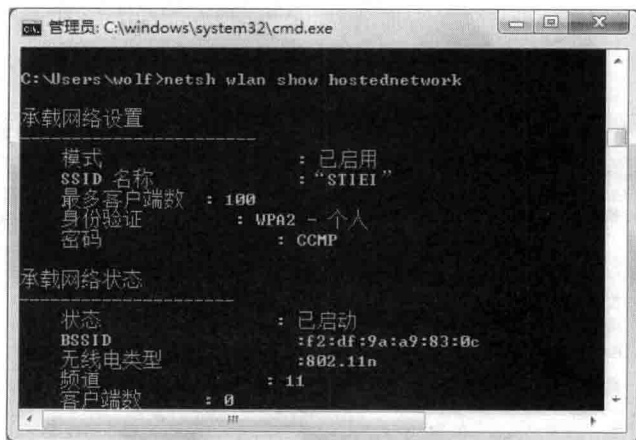 管理员: C:\windows\system32\cmd.exe
C:\Users\wolf>netsh wlan show hostednetwork
承载网络设置
-----------------------
模式 : 已启用
SSID 名称 : “STIEI”
最多客户端数 : 100
身份验证 : WPA2 - 个人
密码 : CCMP
承载网络状态
---------------------
状态 : 已启动
BSSID :f2:df:9a:a9:83:0c
无线电类型 :802.11n
频道 : 11
客户端数 : 0